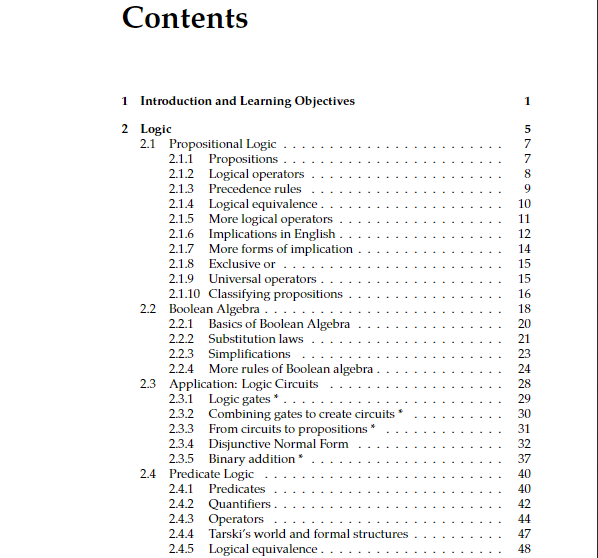 Contents
1 Introduction and Learning Objectives 1
2 Logic 5
2.1 Propositional Logic . . . . . . . . . . . . . . . . . . . . . . . . 7
2.1.1 Propositions . . . . . . . . . . . . . . . . . . . . . . . . 7
2.1.2 Logical operators . . . . . . . . . . . . . . . . . . . . . 8
2.1.3 Precedence rules . . . . . . . . . . . . . . . . . . . . . 9
2.1.4 Logical equivalence . . . . . . . . . . . . . . . . . . . . 10
2.1.5 More logical operators . . . . . . . . . . . . . . . . . . 11
2.1.6 Implications in English . . . . . . . . . . . . . . . . . . 12
2.1.7 More forms of implication . . . . . . . . . . . . . . . . 14
2.1.8 Exclusive or . . . . . . . . . . . . . . . . . . . . . . . . 15
2.1.9 Universal operators . . . . . . . . . . . . . . . . . . . . 15
2.1.10 Classifying propositions . . . . . . . . . . . . . . . . . 16
2.2 Boolean Algebra . . . . . . . . . . . . . . . . . . . . . . . . . . 18
2.2.1 Basics of Boolean Algebra . . . . . . . . . . . . . . . . 20
2.2.2 Substitution laws . . . . . . . . . . . . . . . . . . . . . 21
2.2.3 Simplifications . . . . . . . . . . . . . . . . . . . . . . 23
2.2.4 More rules of Boolean algebra . . . . . . . . . . . . . . 24
2.3 Application: Logic Circuits . . . . . . . . . . . . . . . . . . . . 28
2.3.1 Logic gates * . . . . . . . . . . . . . . . . . . . . . . . . 29
2.3.2 Combining gates to create circuits * . . . . . . . . . . 30
2.3.3 From circuits to propositions * . . . . . . . . . . . . . 31
2.3.4 Disjunctive Normal Form . . . . . . . . . . . . . . . . 32
2.3.5 Binary addition * . . . . . . . . . . . . . . . . . . . . . 37
2.4 Predicate Logic . . . . . . . . . . . . . . . . . . . . . . . . . . 40
2.4.1 Predicates . . . . . . . . . . . . . . . . . . . . . . . . . 40
2.4.2 Quantifiers . . . . . . . . . . . . . . . . . . . . . . . . . 42
2.4.3 Operators . . . . . . . . . . . . . . . . . . . . . . . . . 44
2.4.4 Tarski's world and formal structures . . . . . . . . . . 47
2.4.5 Logical equivalence . . . . . . . . . . . . . . . . . . . . 48